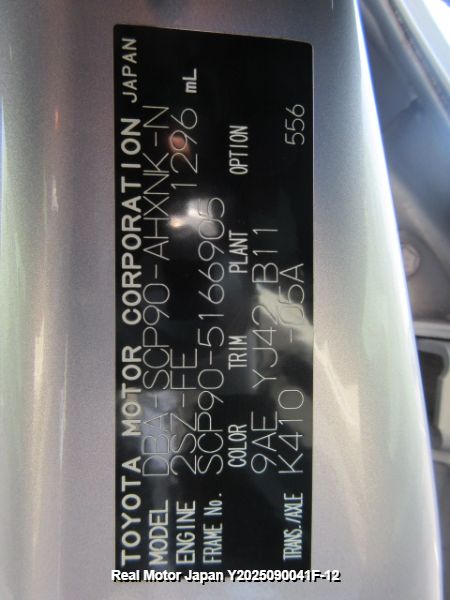 TOYOTA MOTOR CORPORATION JAPAN
MODEL DBA-SCP90-AHXNK-N
ENGINE 2SZ-FE 1296 mL
FRAME No. SCP90-5166905
COLOR TRIM PLANT OPTION
9AE YJ42 B11
TRANS./AXLE K410 -05A 556
Real Motor Japan Y2025090041F-12